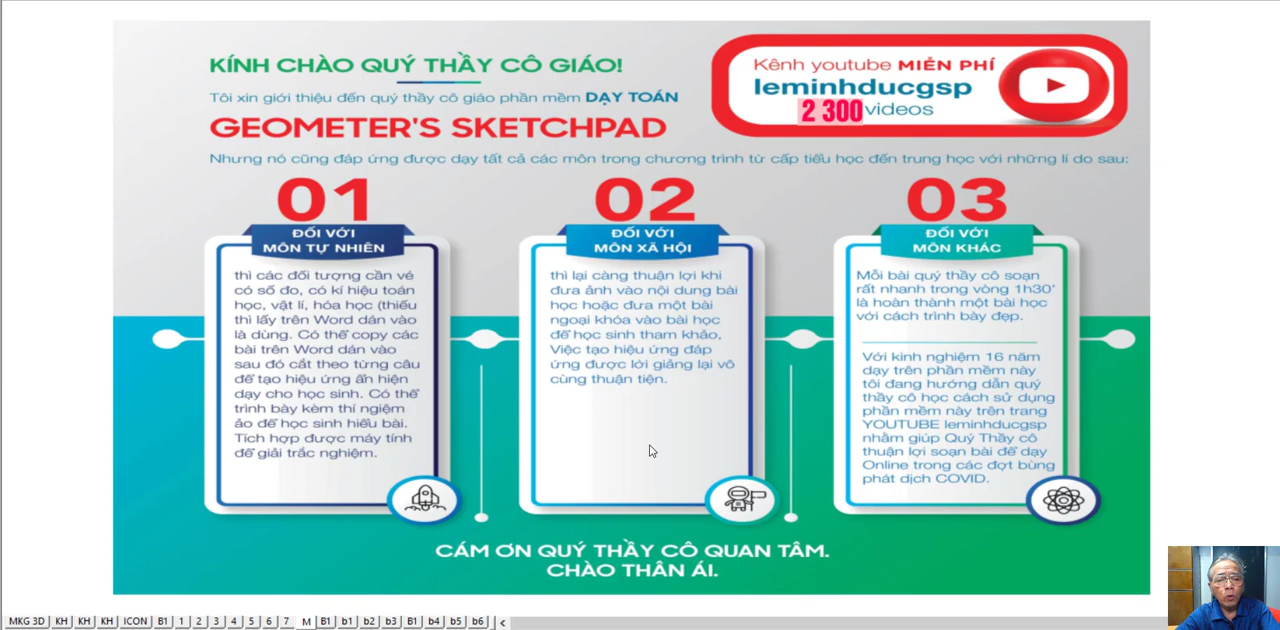 KÍNH CHÀO QUÝ THẦY CÔ GIÁO!
Tôi xin giới thiệu đến quý thầy cô giáo phần mềm DẠY TOÁN
GEOMETER'S SKETCHPAD
Kênh youtube MIỄN PHÍ
leminhducgsp
2 300 videos
Nhưng nó cũng đáp ứng được dạy tất cả các môn trong chương trình từ cấp tiểu học đến trung học với những lí do sau:
01
ĐỐI VỚI
MÔN TỰ NHIÊN
thì các đối tượng cần vẽ
có số đo, có kí hiệu toán
học, vật lí, hóa học (thiếu
thì lấy trên Word dán vào
là dùng. Có thể copy các
bài trên Word dán vào
sau đó cắt theo từng câu
để tạo hiệu ứng ẩn hiện
dạy cho học sinh. Có thể
trình bày kèm thí ngiệm
ảo để học sinh hiểu bài.
Tích hợp được máy tính
để giải trắc nghiệm.
02
ĐỐI VỚI
MÔN XÃ HỘI
thì lại càng thuận lợi khi
đưa ảnh vào nội dung bài
học hoặc đưa một bài
ngoại khóa vào bài học
để học sinh tham khảo,
Việc tạo hiệu ứng đáp
ứng được lời giảng lại vô
cùng thuận tiện.
03
ĐỐI VỚI
MÔN KHÁC
Mỗi bài quý thầy cô soạn
rất nhanh trong vòng 1h30'
là hoàn thành một bài học
với cách trình bày đẹp.
Với kinh nghiệm 16 năm
dạy trên phần mềm này
tôi đang hướng dẫn quý
thầy cô học cách sử dụng
phần mềm này trên trang
YOUTUBE leminhducgsp
nhằm giúp Quý Thầy cô
thuận lợi soạn bài để dạy
Online trong các đợt bùng
phát dịch COVID.
CÁM ƠN QUÝ THẦY CÔ QUAN TÂM.
CHÀO THÂN ÁI.
MKG 3D KH KH KH ICON B1 1 2 3 4 5 6 7 M B1 b1 b2 b3 B1 b4 b5 b6